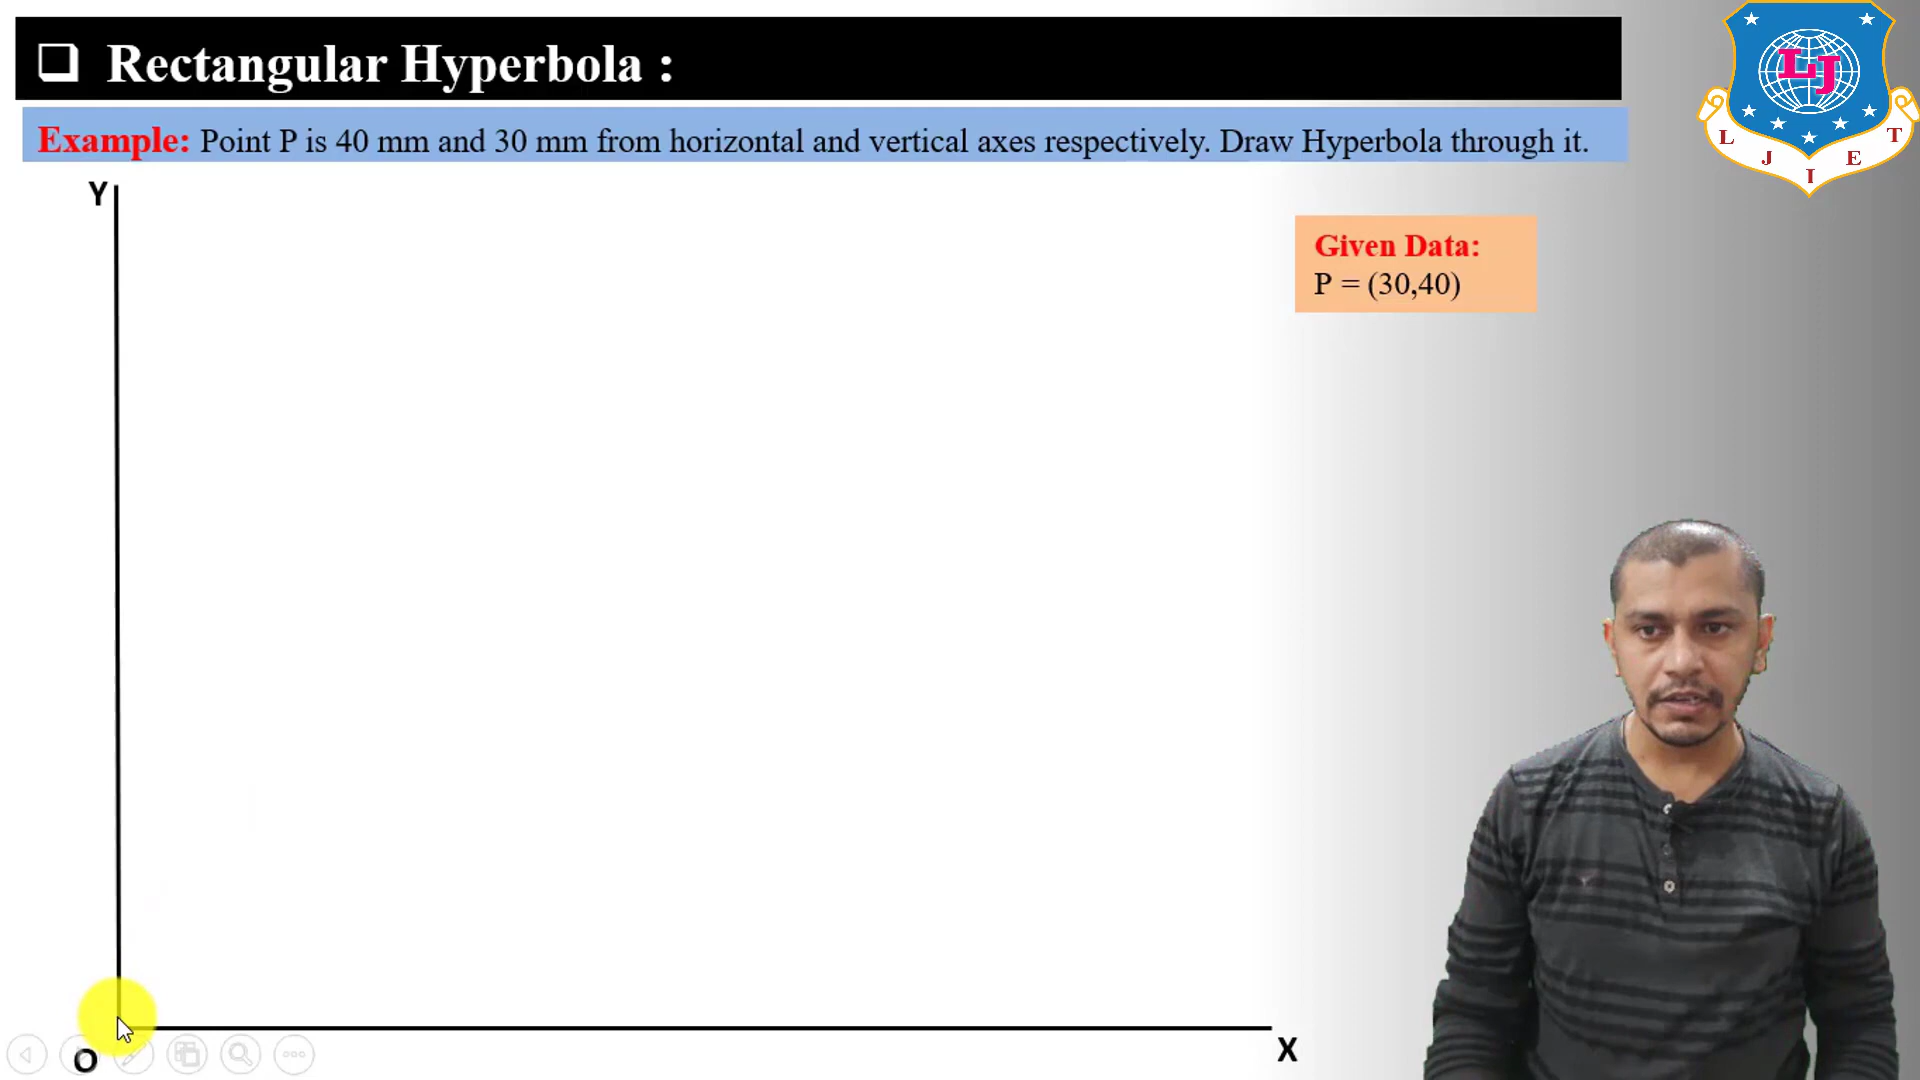 Rectangular Hyperbola :
Example: Point P is 40 mm and 30 mm from horizontal and vertical axes respectively. Draw Hyperbola through it.
Y
Given Data:
P = (30,40)
O
X
LJ
L J I E T